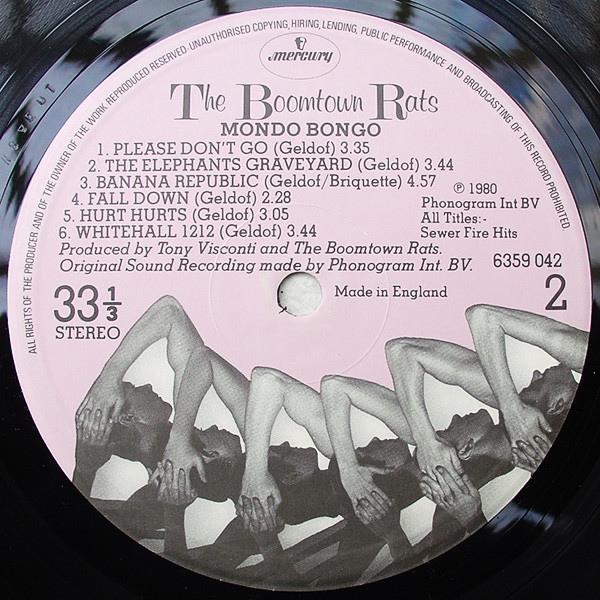 ALL RIGHTS OF THE PRODUCER AND OF THE OWNER OF THE WORK REPRODUCED RESERVED · UNAUTHORISED COPYING, HIRING, LENDING, PUBLIC PERFORMANCE AND BROADCASTING OF THIS RECORD PROHIBITED
mercury
The Boomtown Rats
MONDO BONGO
1. PLEASE DON'T GO (Geldof) 3.35
2. THE ELEPHANTS GRAVEYARD (Geldof) 3.44
3. BANANA REPUBLIC (Geldof/Briquette) 4.57
4. FALL DOWN (Geldof) 2.28
5. HURT HURTS (Geldof) 3.05
6. WHITEHALL 1212 (Geldof) 3.44
℗ 1980
Phonogram Int BV
All Titles:-
Sewer Fire Hits
Produced by Tony Visconti and The Boomtown Rats.
Original Sound Recording made by Phonogram Int. BV.
6359 042
33 1/3
STEREO
Made in England
2